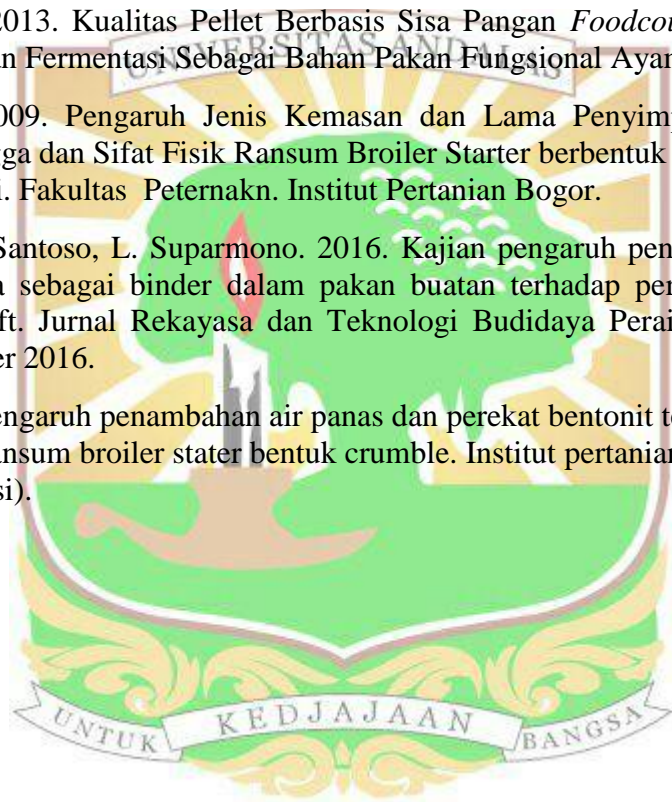 2013. Kualitas Pellet Berbasis Sisa Pangan Foodcou
n Fermentasi Sebagai Bahan Pakan Fungsional Ayan
UNIVERSITAS ANDALAS
009. Pengaruh Jenis Kemasan dan Lama Penyim
gga dan Sifat Fisik Ransum Broiler Starter berbentuk
i. Fakultas Peternakn. Institut Pertanian Bogor.
Santoso, L. Suparmono. 2016. Kajian pengaruh pen
a sebagai binder dalam pakan buatan terhadap per
ft. Jurnal Rekayasa dan Teknologi Budidaya Perai
er 2016.
engaruh penambahan air panas dan perekat bentonit te
ansum broiler stater bentuk crumble. Institut pertanian
si).
UNTUK KEDJAJAAN BANGSA